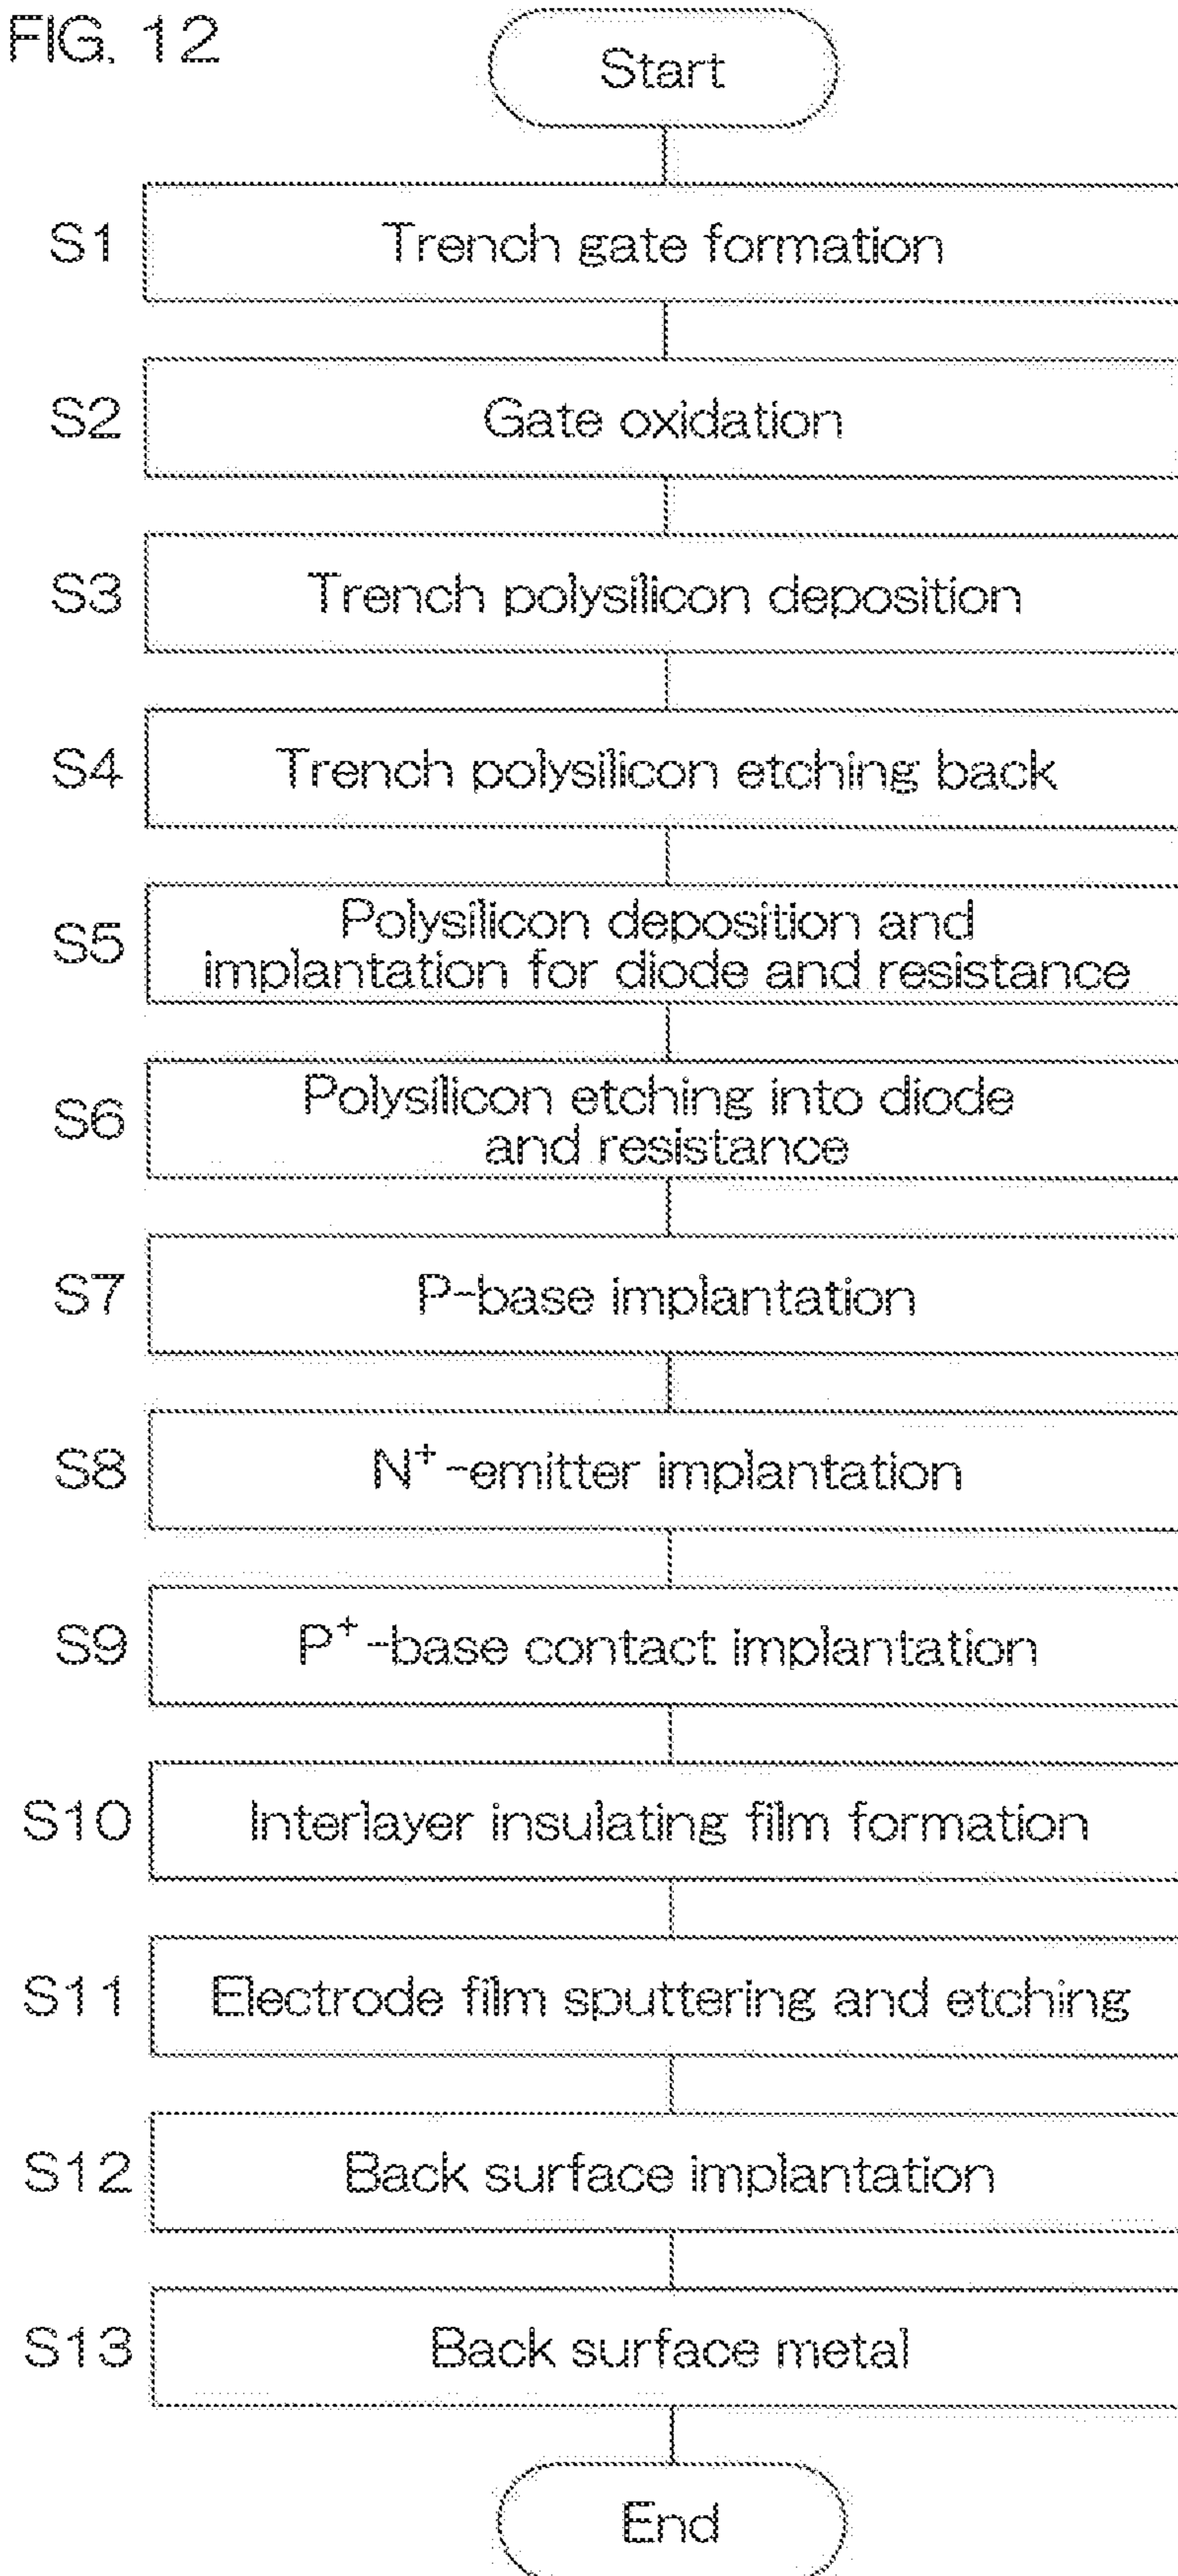 FIG. 12
Start
S1 Trench gate formation
S2 Gate oxidation
S3 Trench polysilicon deposition
S4 Trench polysilicon etching back
S5 Polysilicon deposition and
implantation for diode and resistance
S6 Polysilicon etching into diode
and resistance
S7 P-base implantation
S8 N⁺-emitter implantation
S9 P⁺-base contact implantation
S10 Interlayer insulating film formation
S11 Electrode film sputtering and etching
S12 Back surface implantation
S13 Back surface metal
End